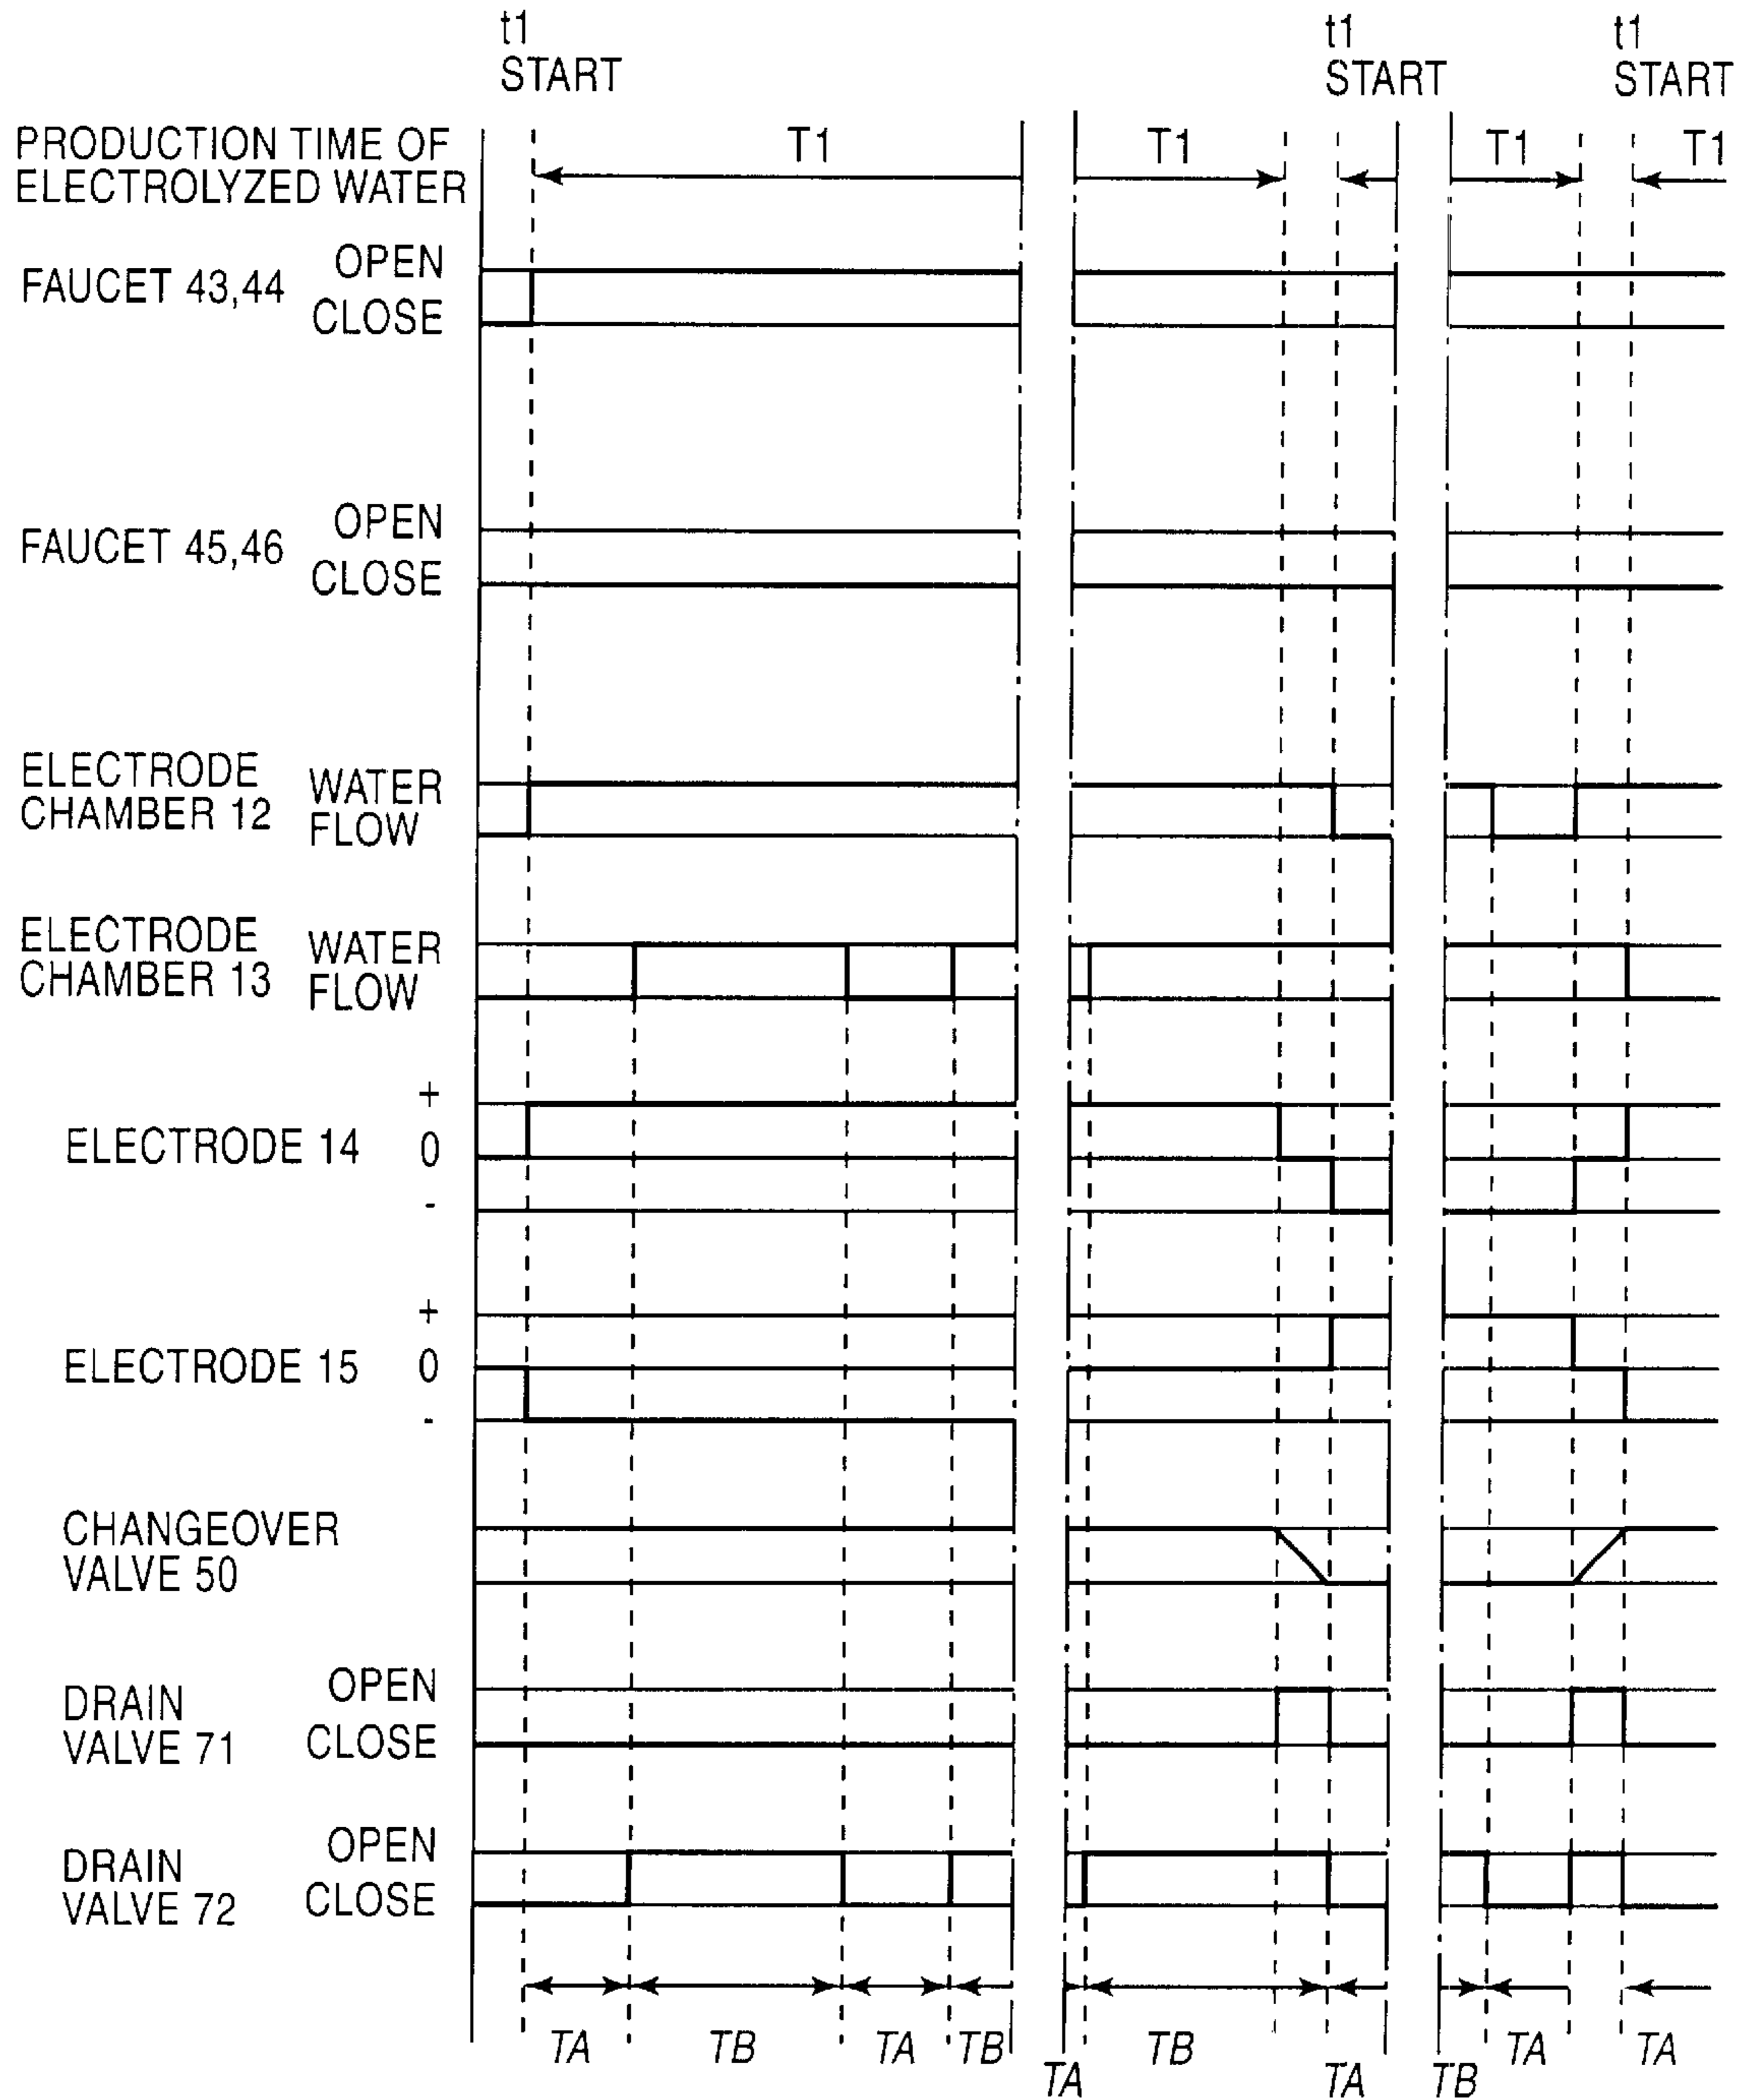 t1
START
t1
START
t1
START
PRODUCTION TIME OF
ELECTROLYZED WATER
T1
T1
T1
T1
FAUCET 43,44
OPEN
CLOSE
FAUCET 45,46
OPEN
CLOSE
ELECTRODE
CHAMBER 12
WATER
FLOW
ELECTRODE
CHAMBER 13
WATER
FLOW
ELECTRODE 14
+
0
-
ELECTRODE 15
+
0
-
CHANGEOVER
VALVE 50
DRAIN
VALVE 71
OPEN
CLOSE
DRAIN
VALVE 72
OPEN
CLOSE
TA
TB
TA
TB
TA
TB
TA
TB
TA
TA